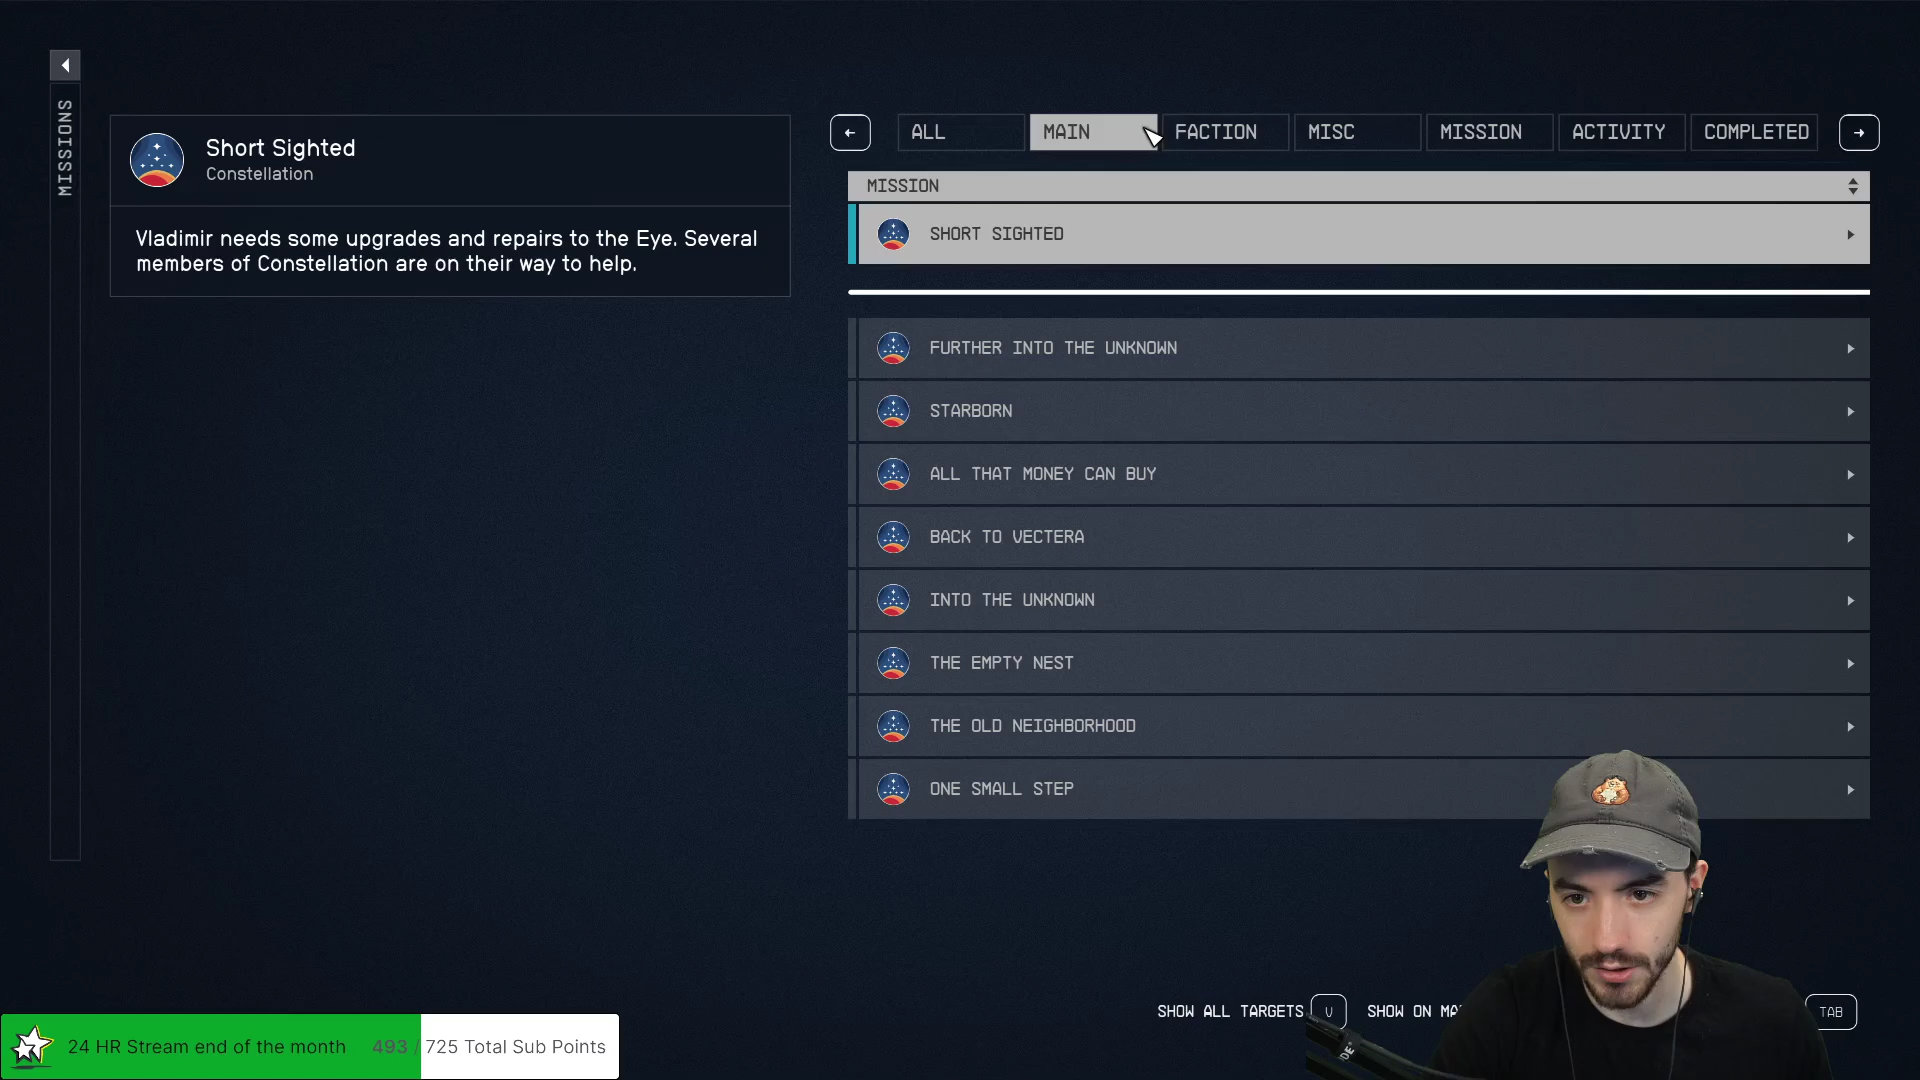 MISSIONS
Short Sighted
Constellation
Vladimir needs some upgrades and repairs to the Eye. Several
members of Constellation are on their way to help.
ALL MAIN FACTION MISC MISSION ACTIVITY COMPLETED
MISSION
SHORT SIGHTED
FURTHER INTO THE UNKNOWN
STARBORN
ALL THAT MONEY CAN BUY
BACK TO VECTERA
INTO THE UNKNOWN
THE EMPTY NEST
THE OLD NEIGHBORHOOD
ONE SMALL STEP
SHOW ALL TARGETS V SHOW ON TAB
24 HR Stream end of the month 493 / 725 Total Sub Points